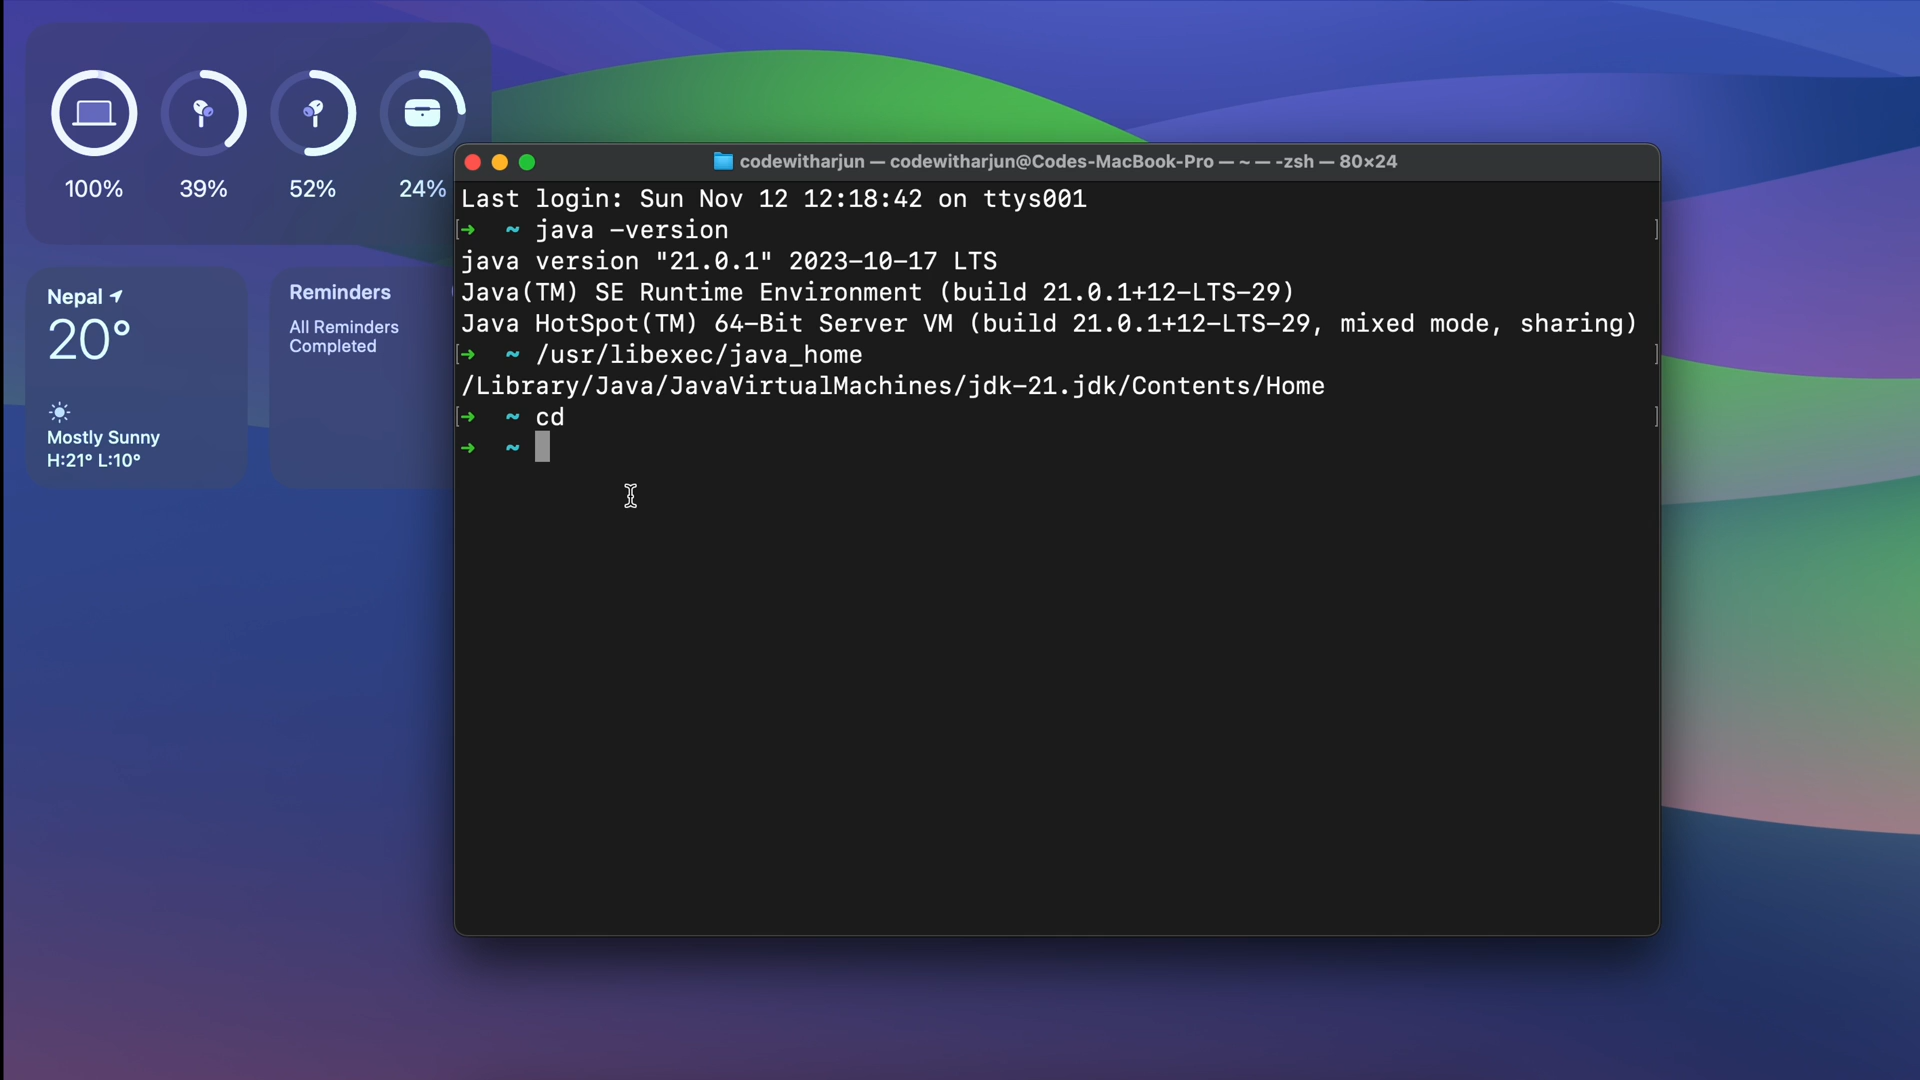 100% 39% 52% 24%
Nepal
20°
Mostly Sunny
H:21° L:10°
Reminders
All Reminders
Completed
codewitharjun — codewitharjun@Codes-MacBook-Pro — ~ — -zsh — 80×24
Last login: Sun Nov 12 12:18:42 on ttys001
[➜ ~ java -version ]
java version "21.0.1" 2023-10-17 LTS
Java(TM) SE Runtime Environment (build 21.0.1+12-LTS-29)
Java HotSpot(TM) 64-Bit Server VM (build 21.0.1+12-LTS-29, mixed mode, sharing)
[➜ ~ /usr/libexec/java_home ]
/Library/Java/JavaVirtualMachines/jdk-21.jdk/Contents/Home
[➜ ~ cd ]
➜ ~